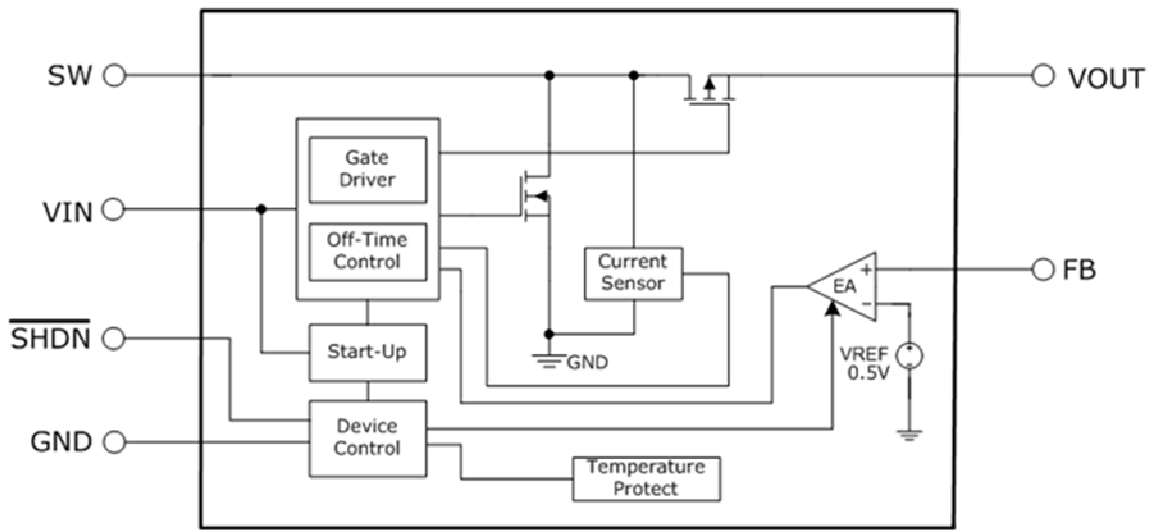 SW
VOUT
Gate
Driver
VIN
Off-Time
Control
Current
Sensor
+
EA
−
FB
SHDN
Start-Up
GND
VREF
0.5V
GND
Device
Control
Temperature
Protect